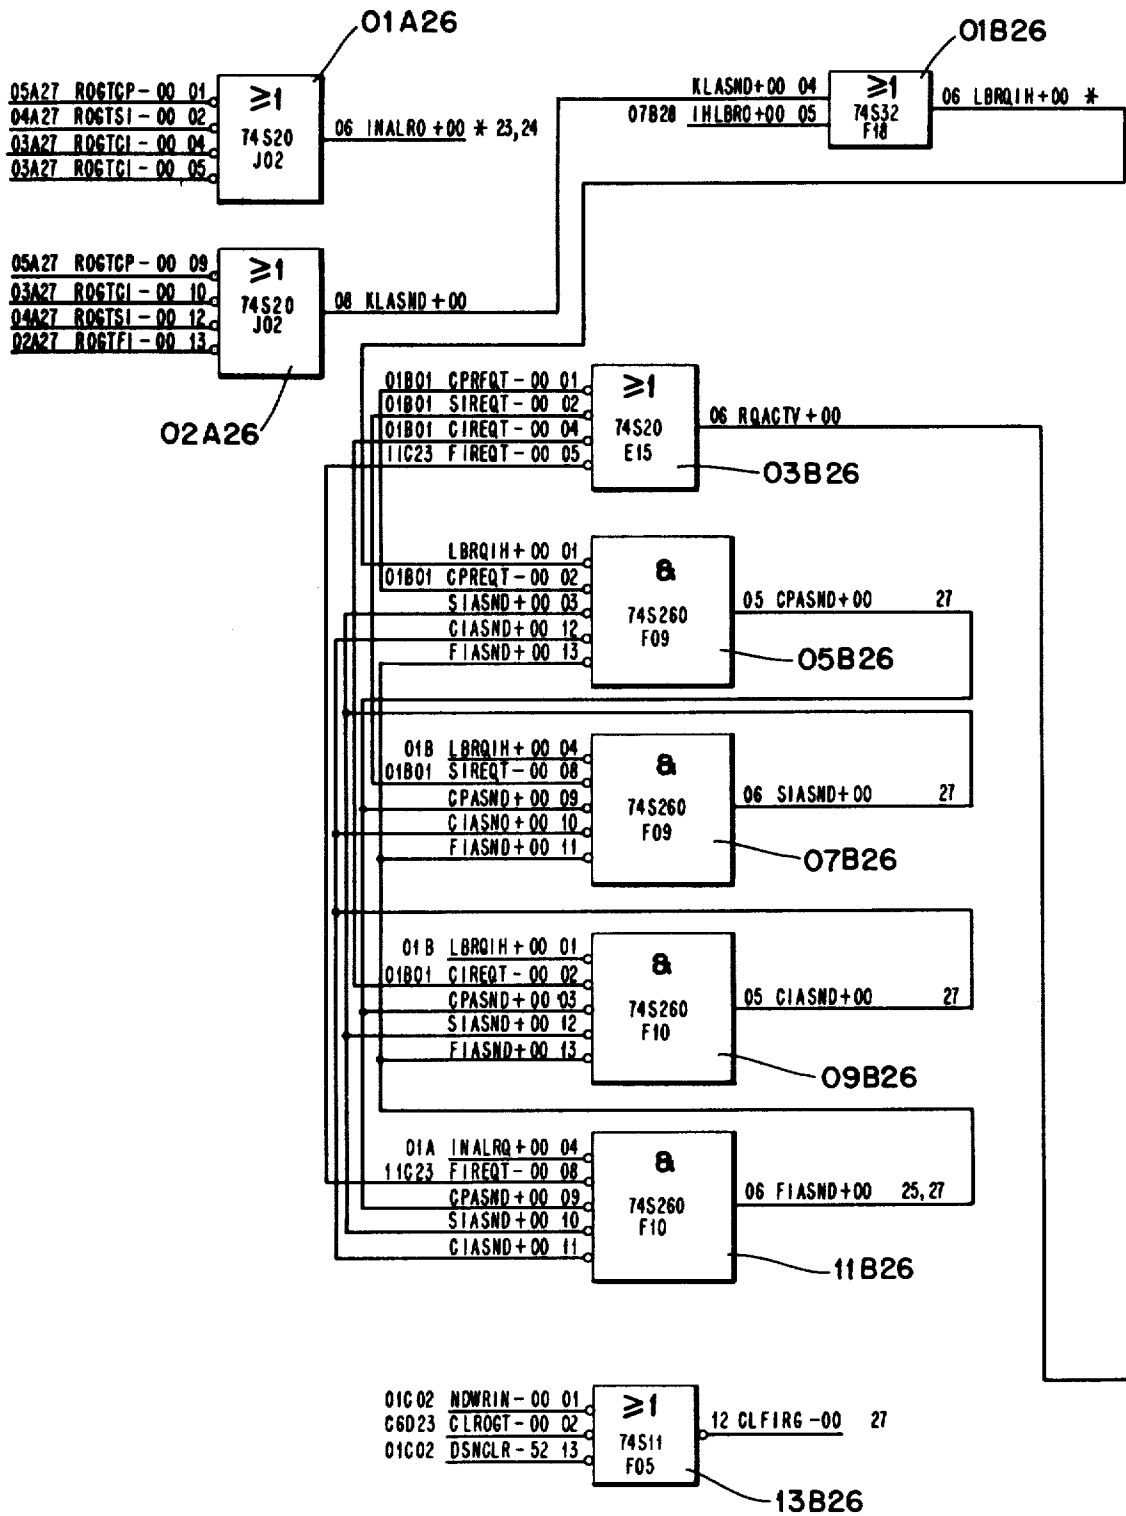 01A26
05A27 ROGTCP-00 01
04A27 ROGTSI-00 02
03A27 ROGTCI-00 04
03A27 ROGTCI-00 05
≥1
74S20
J02
06 INALRO+00 * 23,24
01B26
KLASND+00 04
07B28 IHLBRO+00 05
≥1
74S32
F18
06 LBRQIH+00 *
05A27 ROGTCP-00 09
03A27 ROGTCI-00 10
04A27 ROGTSI-00 12
02A27 ROGTFI-00 13
≥1
74S20
J02
08 KLASND+00
02A26
01B01 CPRFQT-00 01
01B01 SIREQT-00 02
01B01 CIREQT-00 04
11C23 FIREQT-00 05
≥1
74S20
E15
06 RQACTV+00
03B26
LBRQIH+00 01
01B01 CPREQT-00 02
SIASND+00 03
CIASND+00 12
FIASND+00 13
&
74S260
F09
05 CPASND+00 27
05B26
01B LBRQIH+00 04
01B01 SIREQT-00 08
CPASND+00 09
CIASNO+00 10
FIASND+00 11
&
74S260
F09
06 SIASND+00 27
07B26
01B LBRQIH+00 01
01B01 CIREQT-00 02
CPASND+00 03
SIASND+00 12
FIASND+00 13
&
74S260
F10
05 CIASND+00 27
09B26
01A INALRQ+00 04
11C23 FIREQT-00 08
CPASND+00 09
SIASND+00 10
CIASND+00 11
&
74S260
F10
06 FIASND+00 25,27
11B26
01C02 NDWRIN-00 01
C6D23 CLROGT-00 02
01C02 DSNCLR-52 13
≥1
74S11
F05
12 CLFIRG-00 27
13B26